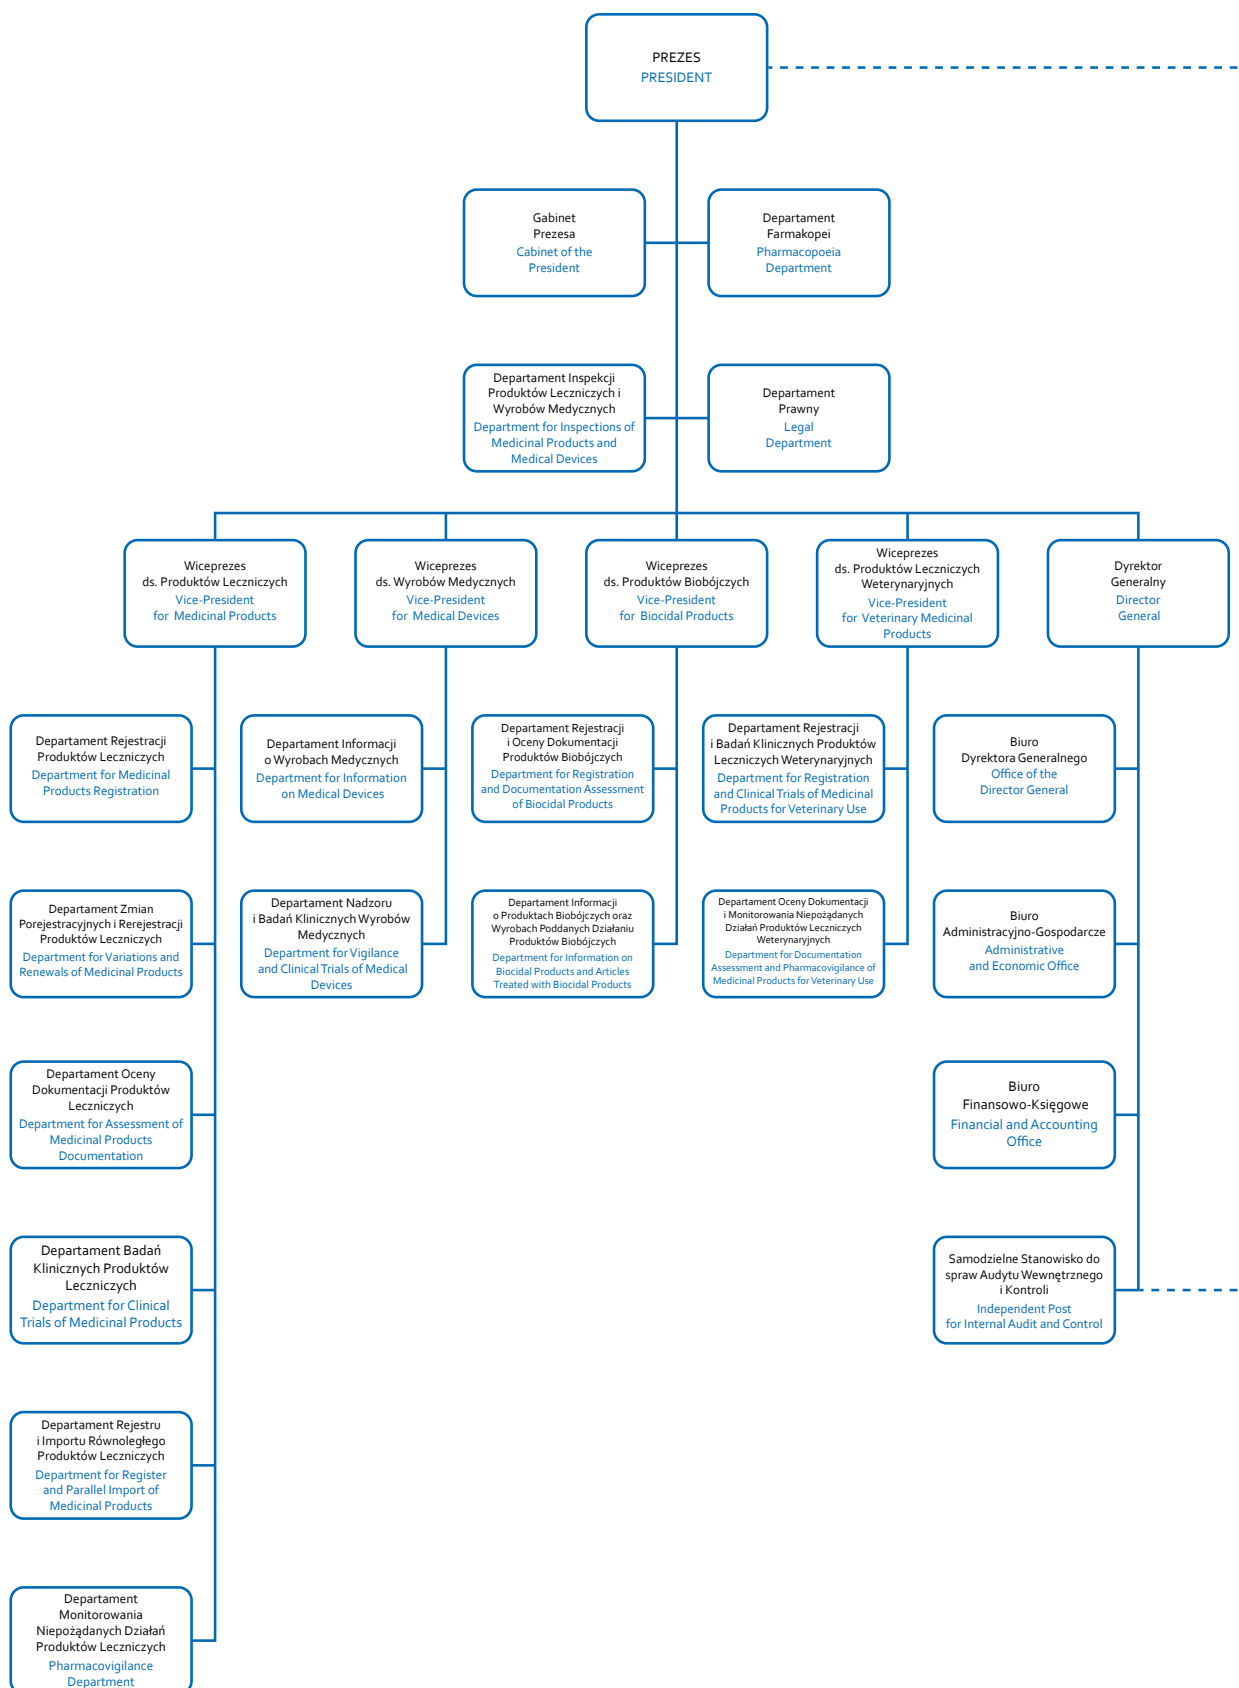 PREZES
PRESIDENT
Gabinet
Prezesa
Cabinet of the
President
Departament
Farmakopei
Pharmacopoeia
Department
Departament Inspekcji
Produktów Leczniczych i
Wyrobów Medycznych
Department for Inspections of
Medicinal Products and
Medical Devices
Departament
Prawny
Legal
Department
Wiceprezes
ds. Produktów Leczniczych
Vice-President
for Medicinal Products
Wiceprezes
ds. Wyrobów Medycznych
Vice-President
for Medical Devices
Wiceprezes
ds. Produktów Biobójczych
Vice-President
for Biocidal Products
Wiceprezes
ds. Produktów Leczniczych
Weterynaryjnych
Vice-President
for Veterinary Medicinal
Products
Dyrektor
Generalny
Director
General
Departament Rejestracji
Produktów Leczniczych
Department for Medicinal
Products Registration
Departament Informacji
o Wyrobach Medycznych
Department for Information
on Medical Devices
Departament Rejestracji
i Oceny Dokumentacji
Produktów Biobójczych
Department for Registration
and Documentation Assessment
of Biocidal Products
Departament Rejestracji
i Badań Klinicznych Produktów
Leczniczych Weterynaryjnych
Department for Registration
and Clinical Trials of Medicinal
Products for Veterinary Use
Biuro
Dyrektora Generalnego
Office of the
Director General
Departament Zmian
Porejestracyjnych i Rerejestracji
Produktów Leczniczych
Department for Variations and
Renewals of Medicinal Products
Departament Nadzoru
i Badań Klinicznych Wyrobów
Medycznych
Department for Vigilance
and Clinical Trials of Medical
Devices
Departament Informacji
o Produktach Biobójczych oraz
Wyrobach Poddanych Działaniu
Produktów Biobójczych
Department for Information on
Biocidal Products and Articles
Treated with Biocidal Products
Departament Oceny Dokumentacji
i Monitorowania Niepożądanych
Działań Produktów Leczniczych
Weterynaryjnych
Department for Documentation
Assessment and Pharmacovigilance of
Medicinal Products for Veterinary Use
Biuro
Administracyjno-Gospodarcze
Administrative
and Economic Office
Departament Oceny
Dokumentacji Produktów
Leczniczych
Department for Assessment of
Medicinal Products
Documentation
Biuro
Finansowo-Księgowe
Financial and Accounting
Office
Departament Badań
Klinicznych Produktów
Leczniczych
Department for Clinical
Trials of Medicinal Products
Samodzielne Stanowisko do
spraw Audytu Wewnętrznego
i Kontroli
Independent Post
for Internal Audit and Control
Departament Rejestru
i Importu Równoległego
Produktów Leczniczych
Department for Register
and Parallel Import of
Medicinal Products
Departament
Monitorowania
Niepożądanych Działań
Produktów Leczniczych
Pharmacovigilance
Department